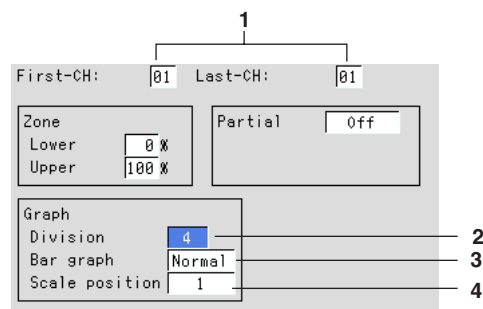 1
First-CH: 01 Last-CH: 01
Zone
Lower 0 %
Upper 100 %
Partial Off
Graph
Division 4
Bar graph Normal
Scale position 1
2
3
4